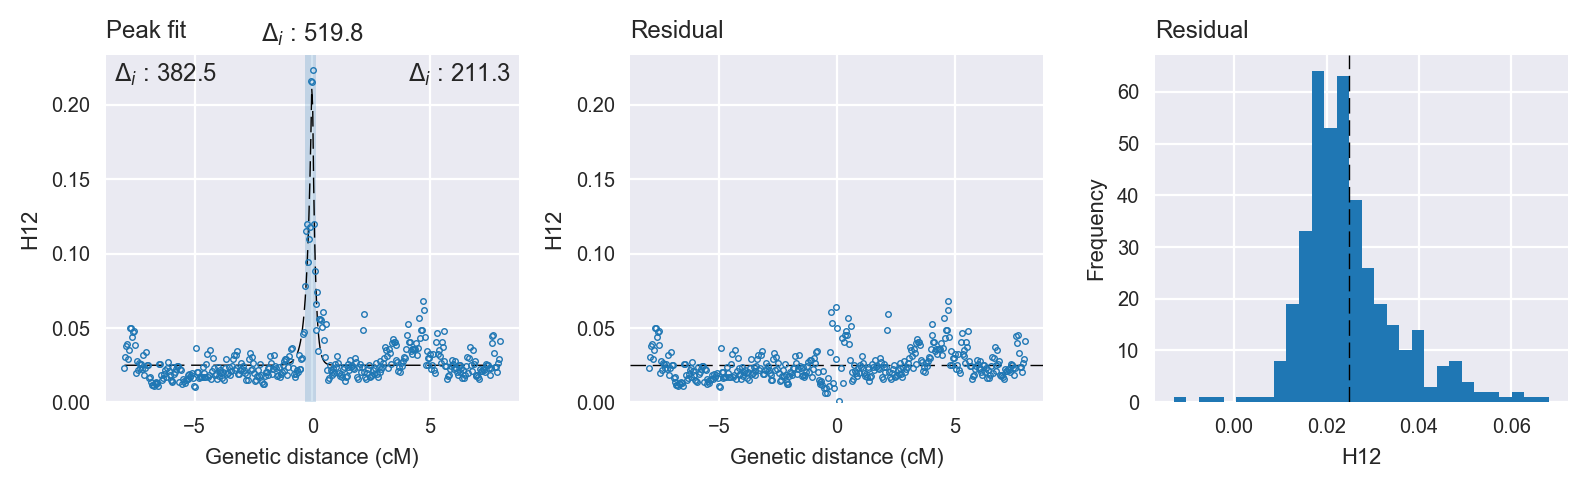 Peak fit
Δi : 519.8
Δi : 382.5
Δi : 211.3
0.20
0.15
0.10
0.05
0.00
H12
−5
0
5
Genetic distance (cM)
Residual
0.20
0.15
0.10
0.05
0.00
H12
−5
0
5
Genetic distance (cM)
Residual
60
50
40
30
20
10
0
Frequency
0.00
0.02
0.04
0.06
H12